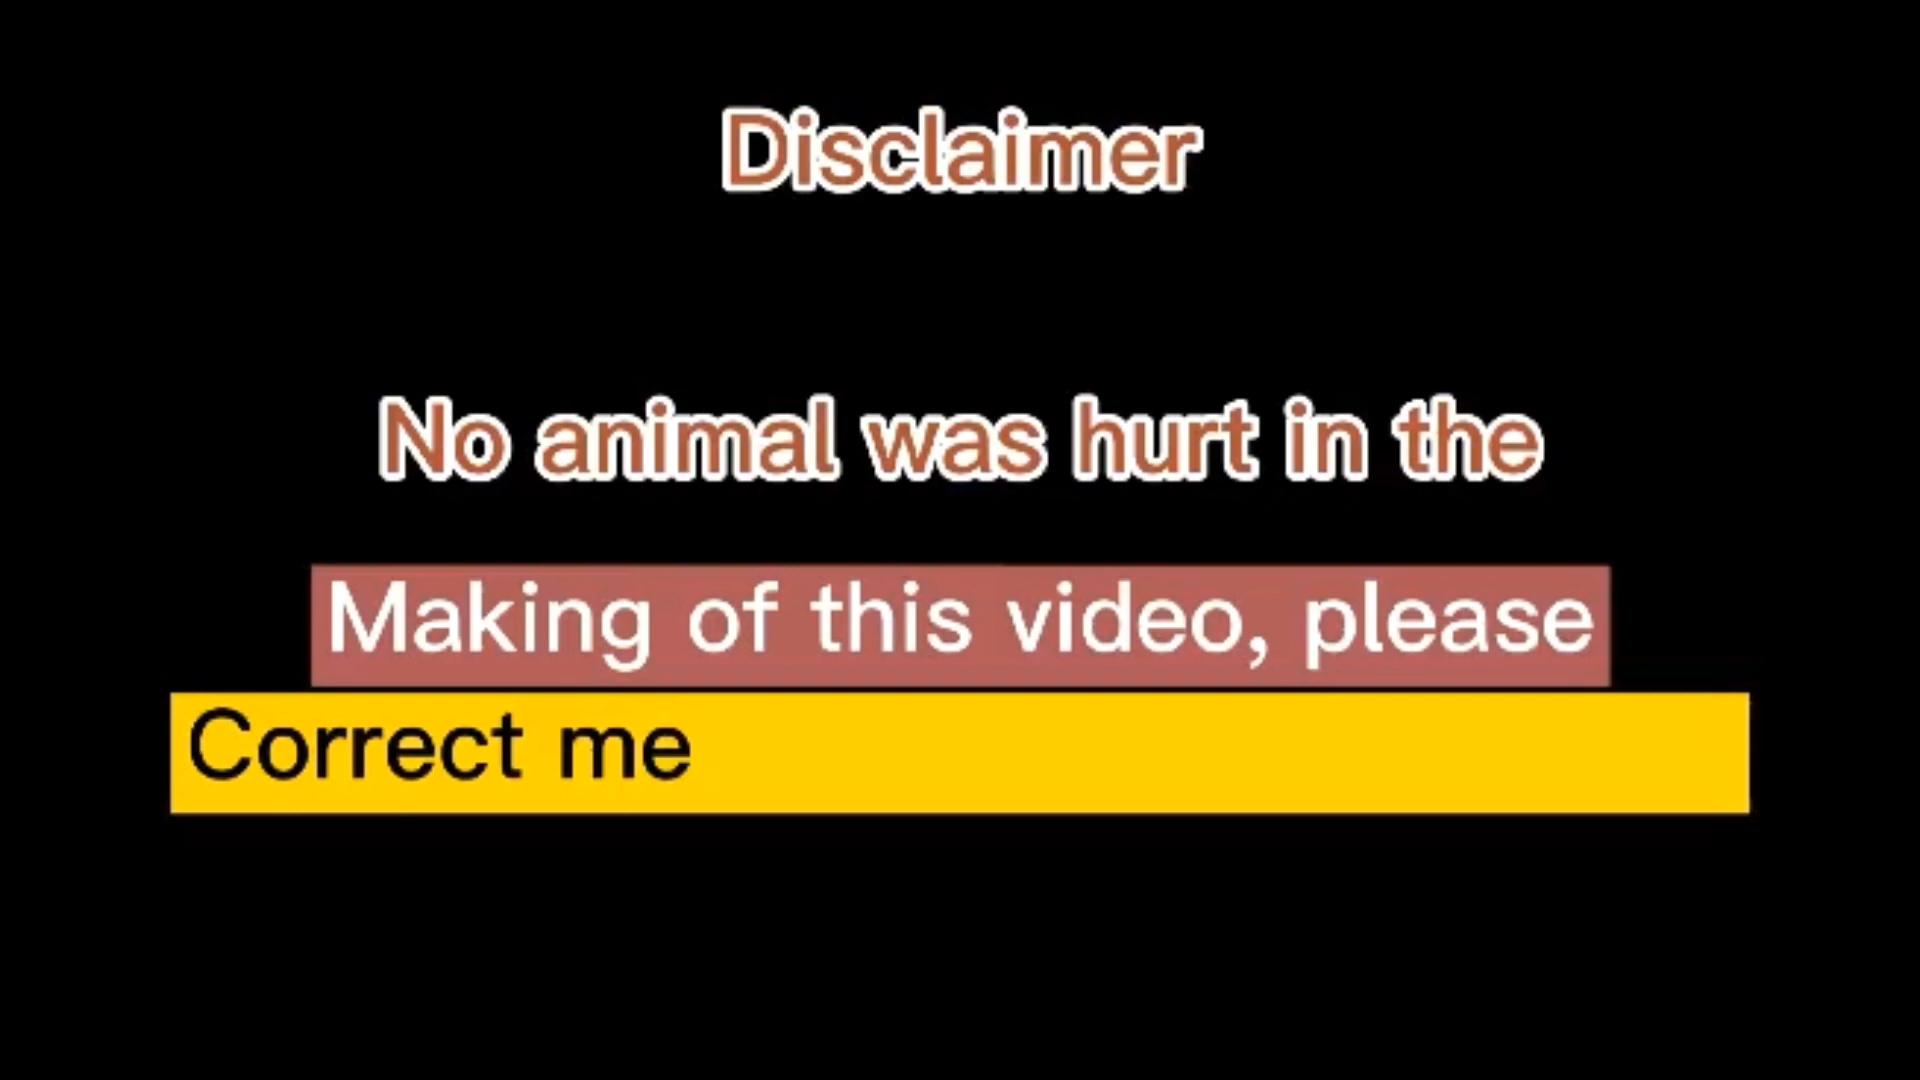 Disclaimer
No animal was hurt in the
Making of this video, please
Correct me